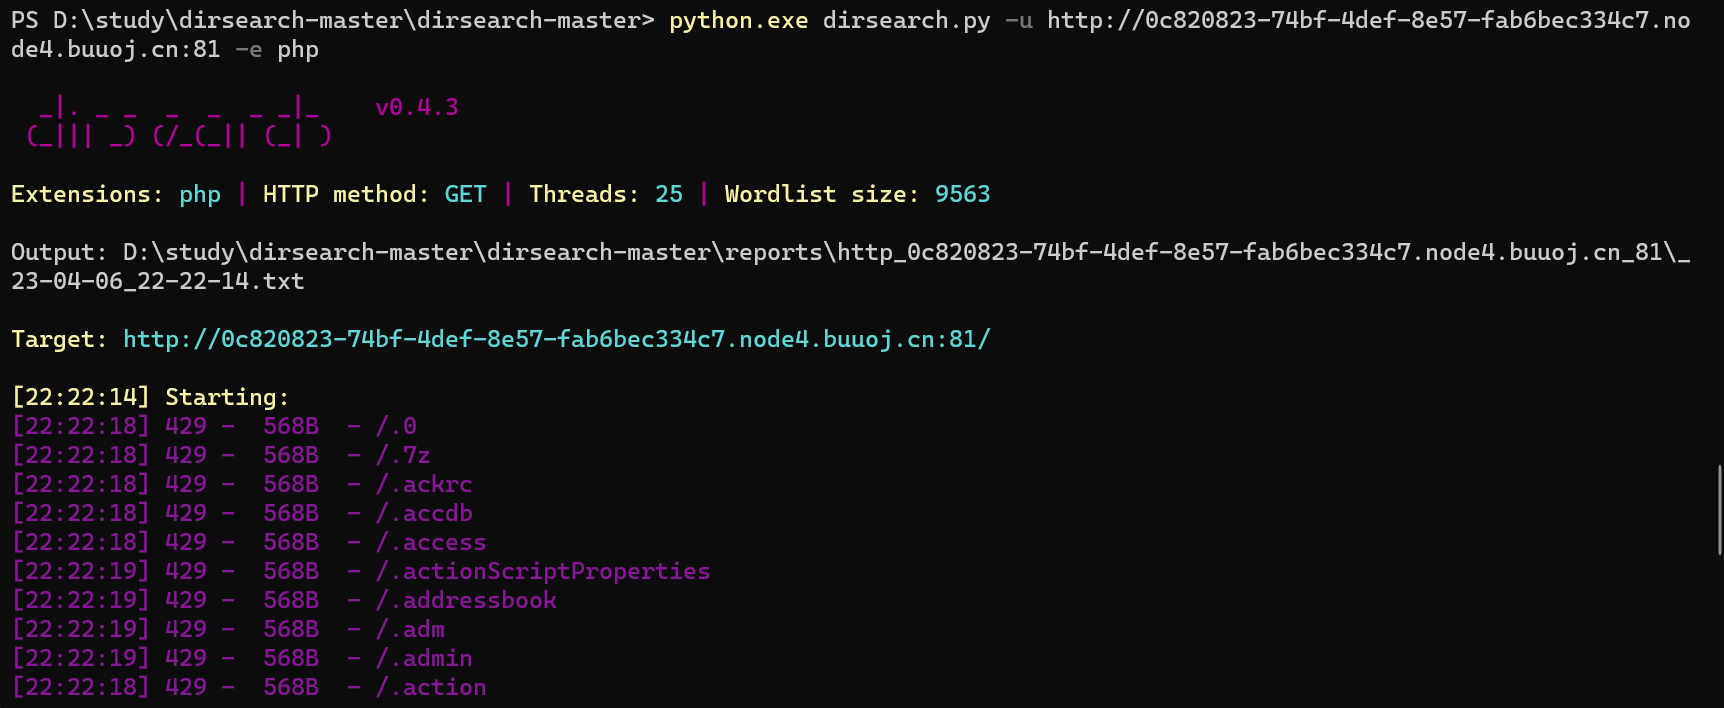 PS D:\study\dirsearch-master\dirsearch-master> python.exe dirsearch.py -u http://0c820823-74bf-4def-8e57-fab6bec334c7.no
de4.buuoj.cn:81 -e php
  _|. _ _  _  _  _ _|_    v0.4.3
 (_||| _) (/_(_|| (_| )
Extensions: php | HTTP method: GET | Threads: 25 | Wordlist size: 9563
Output: D:\study\dirsearch-master\dirsearch-master\reports\http_0c820823-74bf-4def-8e57-fab6bec334c7.node4.buuoj.cn_81\_
23-04-06_22-22-14.txt
Target: http://0c820823-74bf-4def-8e57-fab6bec334c7.node4.buuoj.cn:81/
[22:22:14] Starting:
[22:22:18] 429 -  568B  - /.0
[22:22:18] 429 -  568B  - /.7z
[22:22:18] 429 -  568B  - /.ackrc
[22:22:18] 429 -  568B  - /.accdb
[22:22:18] 429 -  568B  - /.access
[22:22:19] 429 -  568B  - /.actionScriptProperties
[22:22:19] 429 -  568B  - /.addressbook
[22:22:19] 429 -  568B  - /.adm
[22:22:19] 429 -  568B  - /.admin
[22:22:18] 429 -  568B  - /.action